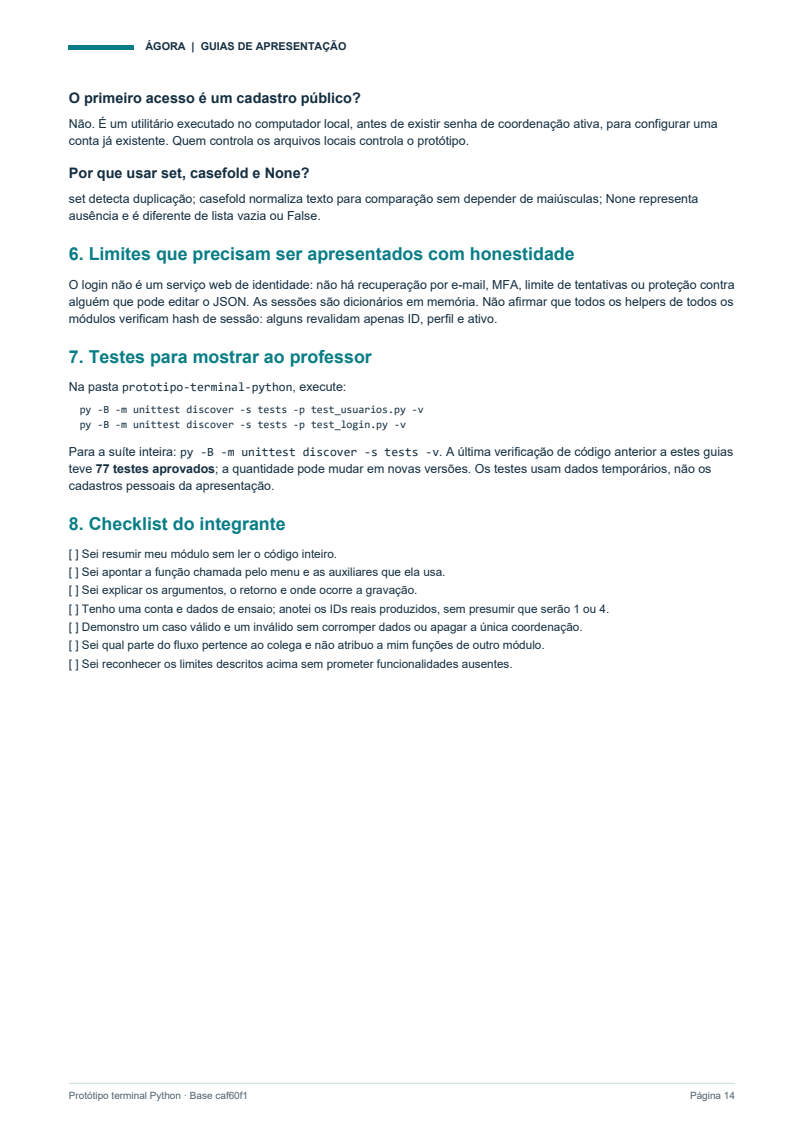 ÁGORA | GUIAS DE APRESENTAÇÃO
O primeiro acesso é um cadastro público?
Não. É um utilitário executado no computador local, antes de existir senha de coordenação ativa, para configurar uma
conta já existente. Quem controla os arquivos locais controla o protótipo.
Por que usar set, casefold e None?
set detecta duplicação; casefold normaliza texto para comparação sem depender de maiúsculas; None representa
ausência e é diferente de lista vazia ou False.
6. Limites que precisam ser apresentados com honestidade
O login não é um serviço web de identidade: não há recuperação por e-mail, MFA, limite de tentativas ou proteção contra
alguém que pode editar o JSON. As sessões são dicionários em memória. Não afirmar que todos os helpers de todos os
módulos verificam hash de sessão: alguns revalidam apenas ID, perfil e ativo.
7. Testes para mostrar ao professor
Na pasta prototipo-terminal-python, execute:
py -B -m unittest discover -s tests -p test_usuarios.py -v
py -B -m unittest discover -s tests -p test_login.py -v
Para a suíte inteira: py -B -m unittest discover -s tests -v. A última verificação de código anterior a estes guias
teve 77 testes aprovados; a quantidade pode mudar em novas versões. Os testes usam dados temporários, não os
cadastros pessoais da apresentação.
8. Checklist do integrante
[ ] Sei resumir meu módulo sem ler o código inteiro.
[ ] Sei apontar a função chamada pelo menu e as auxiliares que ela usa.
[ ] Sei explicar os argumentos, o retorno e onde ocorre a gravação.
[ ] Tenho uma conta e dados de ensaio; anotei os IDs reais produzidos, sem presumir que serão 1 ou 4.
[ ] Demonstro um caso válido e um inválido sem corromper dados ou apagar a única coordenação.
[ ] Sei qual parte do fluxo pertence ao colega e não atribuo a mim funções de outro módulo.
[ ] Sei reconhecer os limites descritos acima sem prometer funcionalidades ausentes.
Protótipo terminal Python · Base caf60f1
Página 14